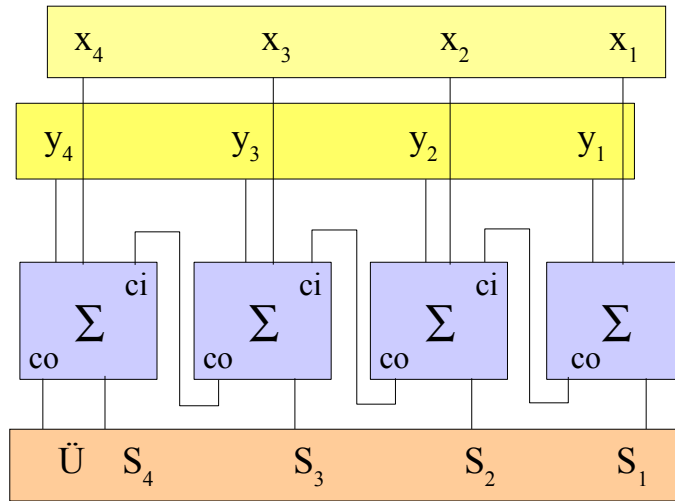 x₄ x₃ x₂ x₁
y₄ y₃ y₂ y₁
ci ci ci
Σ Σ Σ Σ
co co co co
Ü S₄ S₃ S₂ S₁